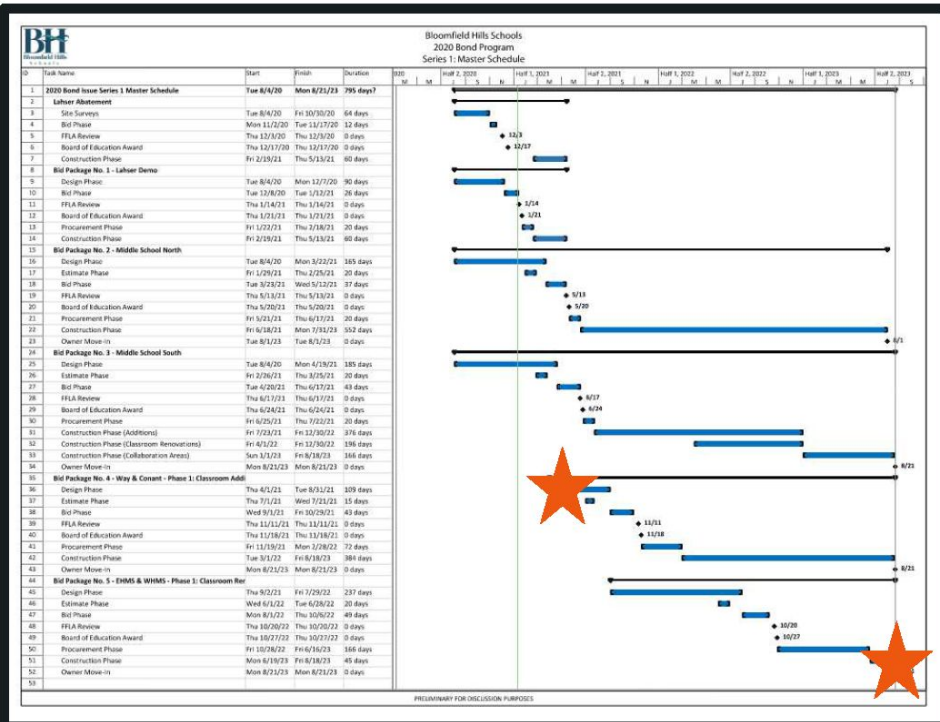 BH
Bloomfield Hills
Schools
Bloomfield Hills Schools
2020 Bond Program
Series 1: Master Schedule
ID Task Name Start Finish Duration 020 Half 2, 2020 Half 1, 2021 Half 2, 2021 Half 1, 2022 Half 2, 2022 Half 1, 2023 Half 2, 2023
M M J S N J M M J S N J M M J S N J M M J S
1 2020 Bond Issue Series 1 Master Schedule Tue 8/4/20 Mon 8/21/23 795 days?
2 Lahser Abatement
3 Site Surveys Tue 8/4/20 Fri 10/30/20 64 days
4 Bid Phase Mon 11/2/20 Tue 11/17/20 12 days
5 FFLA Review Thu 12/3/20 Thu 12/3/20 0 days 12/3
6 Board of Education Award Thu 12/17/20 Thu 12/17/20 0 days 12/17
7 Construction Phase Fri 2/19/21 Thu 5/13/21 60 days
8 Bid Package No. 1 - Lahser Demo
9 Design Phase Tue 8/4/20 Mon 12/7/20 90 days
10 Bid Phase Tue 12/8/20 Tue 1/12/21 26 days
11 FFLA Review Thu 1/14/21 Thu 1/14/21 0 days 1/14
12 Board of Education Award Thu 1/21/21 Thu 1/21/21 0 days 1/21
13 Procurement Phase Fri 1/22/21 Thu 2/18/21 20 days
14 Construction Phase Fri 2/19/21 Thu 5/13/21 60 days
15 Bid Package No. 2 - Middle School North
16 Design Phase Tue 8/4/20 Mon 3/22/21 165 days
17 Estimate Phase Fri 1/29/21 Thu 2/25/21 20 days
18 Bid Phase Tue 3/23/21 Wed 5/12/21 37 days
19 FFLA Review Thu 5/13/21 Thu 5/13/21 0 days 5/13
20 Board of Education Award Thu 5/20/21 Thu 5/20/21 0 days 5/20
21 Procurement Phase Fri 5/21/21 Thu 6/17/21 20 days
22 Construction Phase Fri 6/18/21 Mon 7/31/23 552 days
23 Owner Move-In Tue 8/1/23 Tue 8/1/23 0 days 8/1
24 Bid Package No. 3 - Middle School South
25 Design Phase Tue 8/4/20 Mon 4/19/21 185 days
26 Estimate Phase Fri 2/26/21 Thu 3/25/21 20 days
27 Bid Phase Tue 4/20/21 Thu 6/17/21 43 days
28 FFLA Review Thu 6/17/21 Thu 6/17/21 0 days 6/17
29 Board of Education Award Thu 6/24/21 Thu 6/24/21 0 days 6/24
30 Procurement Phase Fri 6/25/21 Thu 7/22/21 20 days
31 Construction Phase (Additions) Fri 7/23/21 Fri 12/30/22 376 days
32 Construction Phase (Classroom Renovations) Fri 4/1/22 Fri 12/30/22 196 days
33 Construction Phase (Collaboration Areas) Sun 1/1/23 Fri 8/18/23 166 days
34 Owner Move-In Mon 8/21/23 Mon 8/21/23 0 days 8/21
35 Bid Package No. 4 - Way & Conant - Phase 1: Classroom Addi
36 Design Phase Thu 4/1/21 Tue 8/31/21 109 days
37 Estimate Phase Thu 7/1/21 Wed 7/21/21 15 days
38 Bid Phase Wed 9/1/21 Fri 10/29/21 43 days
39 FFLA Review Thu 11/11/21 Thu 11/11/21 0 days 11/11
40 Board of Education Award Thu 11/18/21 Thu 11/18/21 0 days 11/18
41 Procurement Phase Fri 11/19/21 Mon 2/28/22 72 days
42 Construction Phase Tue 3/1/22 Fri 8/18/23 384 days
43 Owner Move-In Mon 8/21/23 Mon 8/21/23 0 days 8/21
44 Bid Package No. 5 - EHMS & WHMS - Phase 1: Classroom Rer
45 Design Phase Thu 9/2/21 Fri 7/29/22 237 days
46 Estimate Phase Wed 6/1/22 Tue 6/28/22 20 days
47 Bid Phase Mon 8/1/22 Thu 10/6/22 49 days
48 FFLA Review Thu 10/20/22 Thu 10/20/22 0 days 10/20
49 Board of Education Award Thu 10/27/22 Thu 10/27/22 0 days 10/27
50 Procurement Phase Fri 10/28/22 Fri 6/16/23 166 days
51 Construction Phase Mon 6/19/23 Fri 8/18/23 45 days
52 Owner Move-In Mon 8/21/23 Mon 8/21/23 0 days
53
PRELIMINARY FOR DISCUSSION PURPOSES